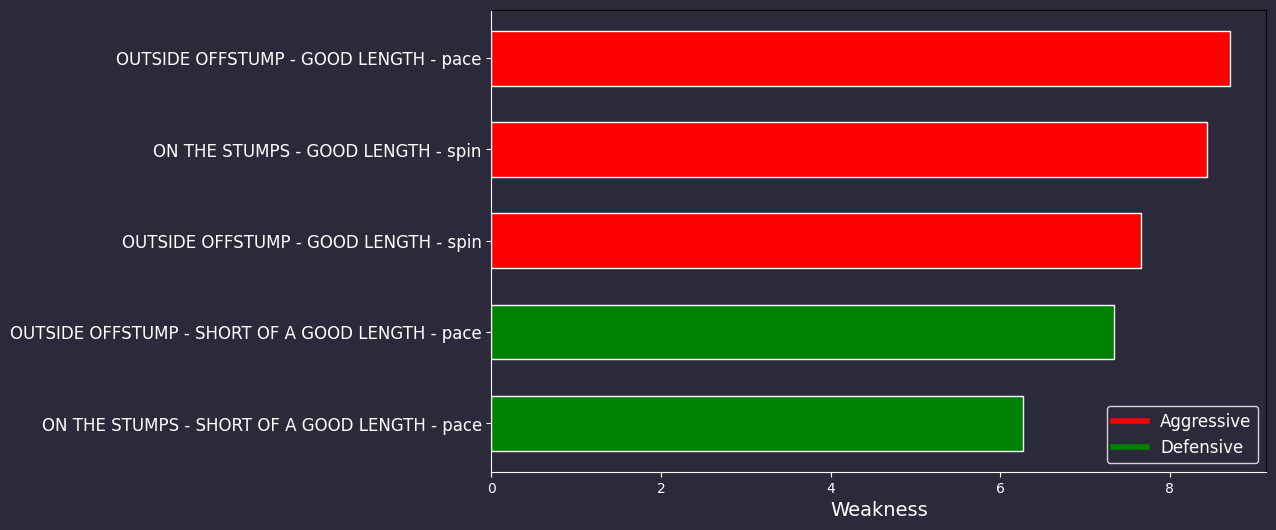 OUTSIDE OFFSTUMP - GOOD LENGTH - pace
ON THE STUMPS - GOOD LENGTH - spin
OUTSIDE OFFSTUMP - GOOD LENGTH - spin
OUTSIDE OFFSTUMP - SHORT OF A GOOD LENGTH - pace
ON THE STUMPS - SHORT OF A GOOD LENGTH - pace
Aggressive
Defensive
0 2 4 6 8
Weakness